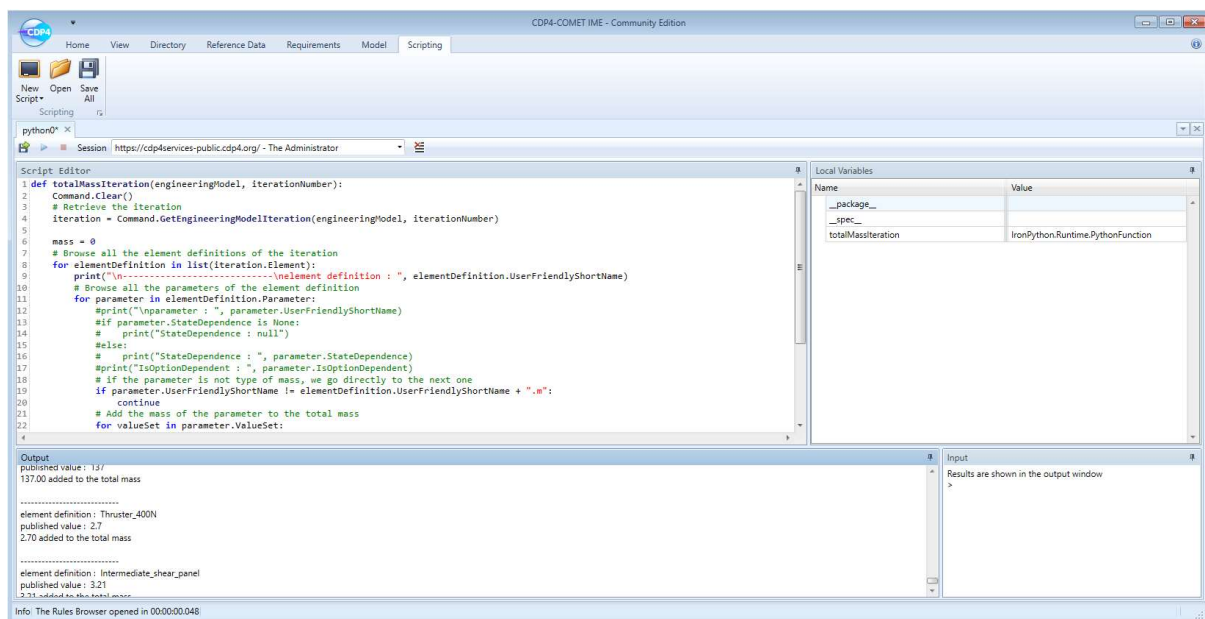 CDP4-COMET IME - Community Edition
CDP4
Home View Directory Reference Data Requirements Model Scripting
New Script Open Save All
Scripting
python0*
Session https://cdp4services-public.cdp4.org/ - The Administrator
Script Editor
1 def totalMassIteration(engineeringModel, iterationNumber):
2 Command.Clear()
3 # Retrieve the iteration
4 iteration = Command.GetEngineeringModelIteration(engineeringModel, iterationNumber)
5
6 mass = 0
7 # Browse all the element definitions of the iteration
8 for elementDefinition in list(iteration.Element):
9 print("\n----------------------------\nelement definition : ", elementDefinition.UserFriendlyShortName)
10 # Browse all the parameters of the element definition
11 for parameter in elementDefinition.Parameter:
12 #print("\nparameter : ", parameter.UserFriendlyShortName)
13 #if parameter.StateDependence is None:
14 # print("StateDependence : null")
15 #else:
16 # print("StateDependence : ", parameter.StateDependence)
17 #print("IsOptionDependent : ", parameter.IsOptionDependent)
18 # if the parameter is not type of mass, we go directly to the next one
19 if parameter.UserFriendlyShortName != elementDefinition.UserFriendlyShortName + ".m":
20 continue
21 # Add the mass of the parameter to the total mass
22 for valueSet in parameter.ValueSet:
Local Variables
Name Value
__package__
__spec__
totalMassIteration IronPython.Runtime.PythonFunction
Output
published value : 137
137.00 added to the total mass
----------------------------
element definition : Thruster_400N
published value : 2.7
2.70 added to the total mass
----------------------------
element definition : Intermediate_shear_panel
published value : 3.21
3.21 added to the total mass
Input
Results are shown in the output window
>
Info The Rules Browser opened in 00:00:00.048